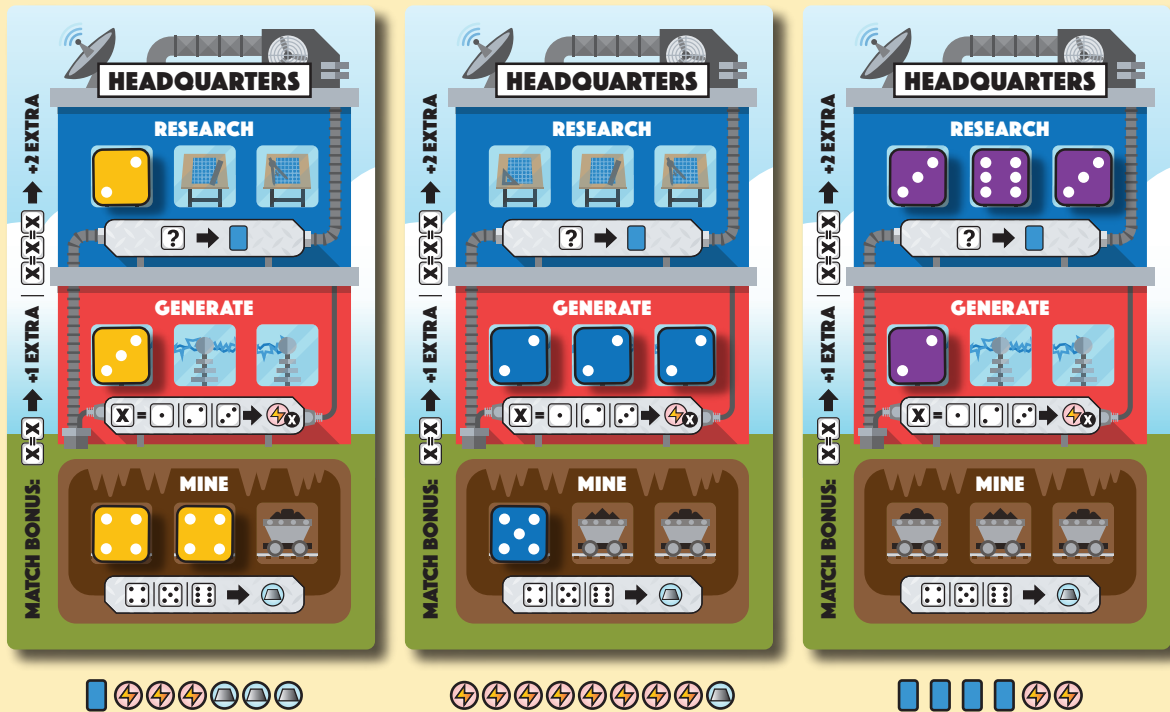 HEADQUARTERS
RESEARCH
? 
GENERATE
X =
X
MINE
MATCH BONUS: X=X +1 EXTRA | X=X=X +2 EXTRA
HEADQUARTERS
RESEARCH
?
GENERATE
X =
X
MINE
MATCH BONUS: X=X +1 EXTRA | X=X=X +2 EXTRA
HEADQUARTERS
RESEARCH
?
GENERATE
X =
X
MINE
MATCH BONUS: X=X +1 EXTRA | X=X=X +2 EXTRA